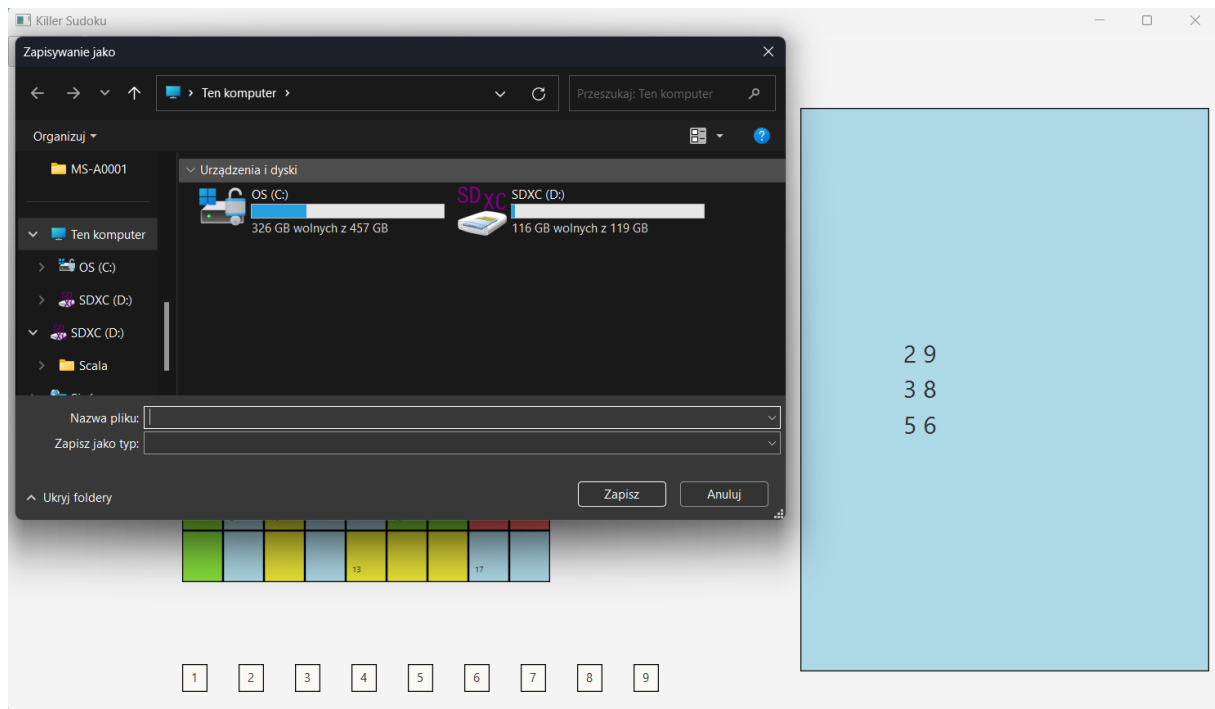 Killer Sudoku
Zapisywanie jako
Ten komputer
Przeszukaj: Ten komputer
Organizuj
MS-A0001
Urządzenia i dyski
OS (C:)
326 GB wolnych z 457 GB
SDXC
SDXC (D:)
116 GB wolnych z 119 GB
Ten komputer
OS (C:)
SDXC (D:)
SDXC (D:)
Scala
Nazwa pliku:
Zapisz jako typ:
Ukryj foldery
Zapisz
Anuluj
2 9
3 8
5 6
13
17
1 2 3 4 5 6 7 8 9